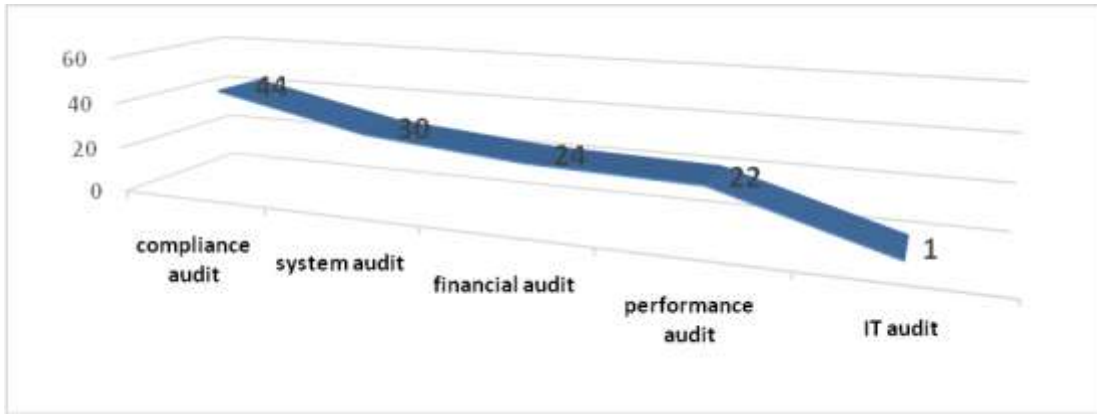 60
40
20
0
44
30
24
22
1
compliance
audit
system audit
financial audit
performance
audit
IT audit